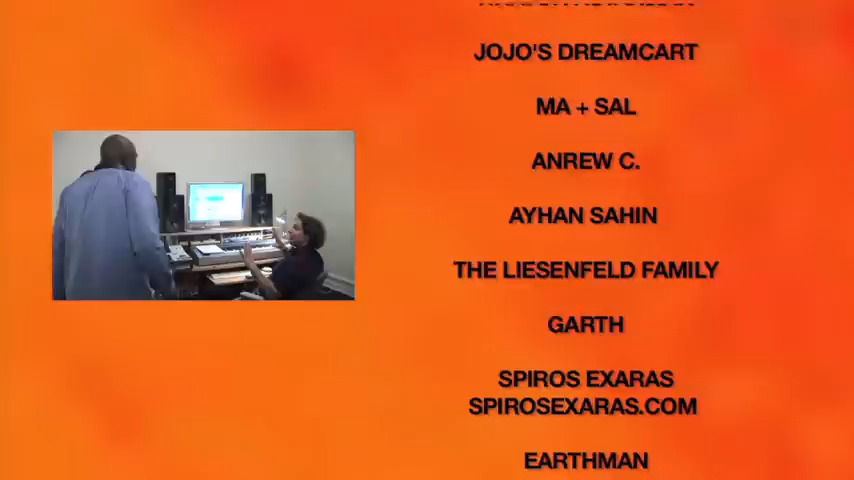 JOJO'S DREAMCART
MA + SAL
ANREW C.
AYHAN SAHIN
THE LIESENFELD FAMILY
GARTH
SPIROS EXARAS
SPIROSEXARAS.COM
EARTHMAN